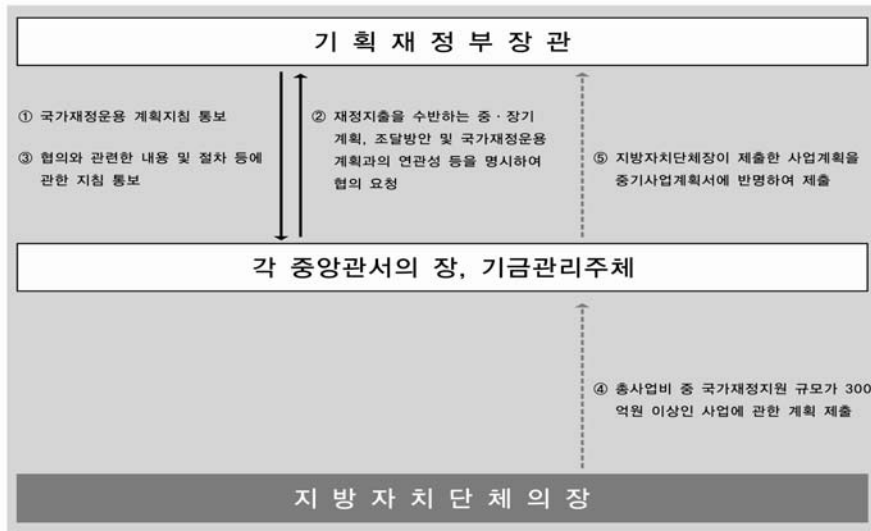 기 획 재 정 부 장 관
① 국가재정운용 계획지침 통보
③ 협의와 관련한 내용 및 절차 등에
관한 지침 통보
② 재정지출을 수반하는 중 · 장기
계획, 조달방안 및 국가재정운용
계획과의 연관성 등을 명시하여
협의 요청
⑤ 지방자치단체장이 제출한 사업계획을
중기사업계획서에 반명하여 제출
각 중앙관서의 장, 기금관리주체
④ 총사업비 중 국가재정지원 규모가 300
억원 이상인 사업에 관한 계획 제출
지 방 자 치 단 체 의 장